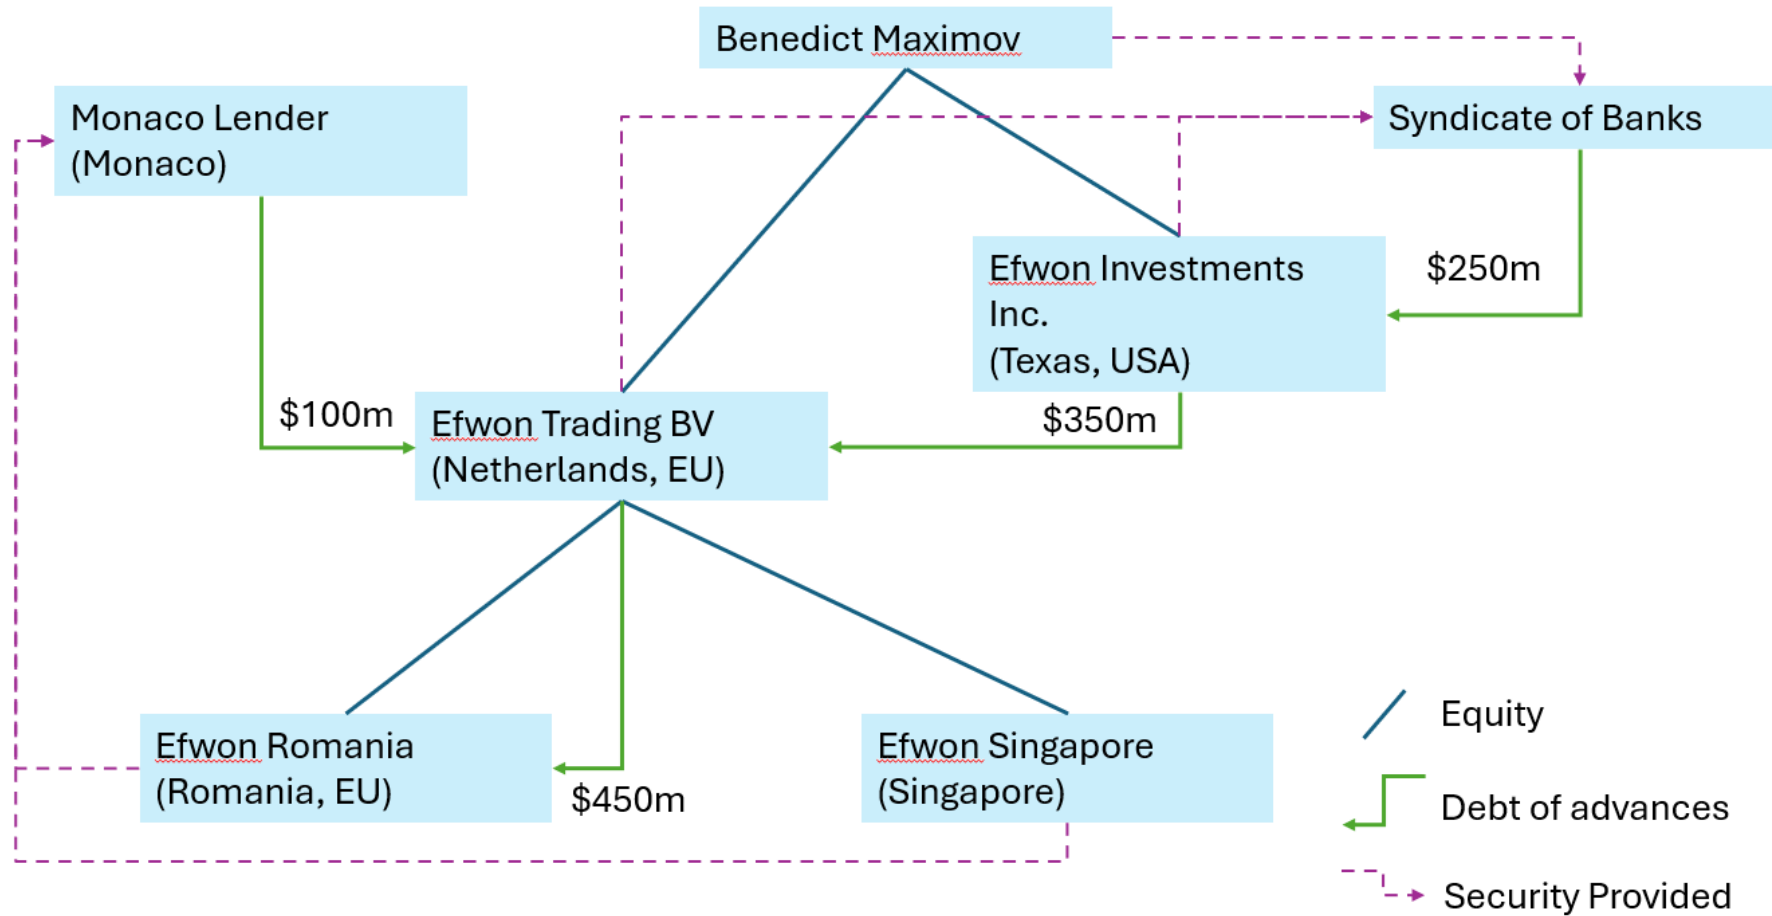 Benedict Maximov
Monaco Lender
(Monaco)
Syndicate of Banks
Efwon Investments
Inc.
(Texas, USA)
$250m
$100m
Efwon Trading BV
(Netherlands, EU)
$350m
Efwon Romania
(Romania, EU)
$450m
Efwon Singapore
(Singapore)
Equity
Debt of advances
Security Provided